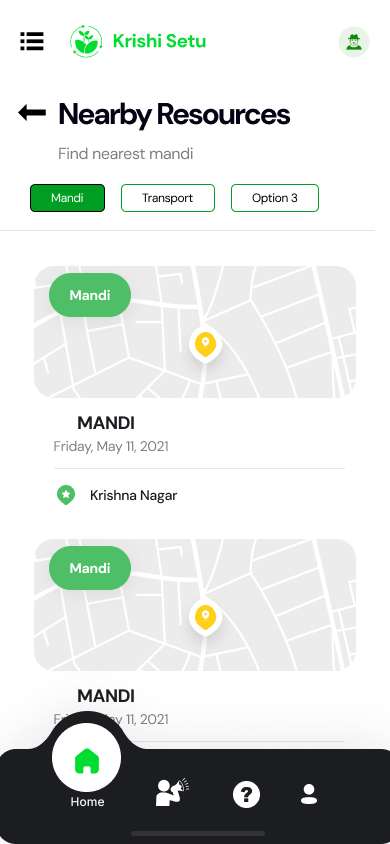 Krishi Setu
Nearby Resources
Find nearest mandi
Mandi Transport Option 3
Mandi
MANDI
Friday, May 11, 2021
Krishna Nagar
Mandi
MANDI
11, 2021
Home
?